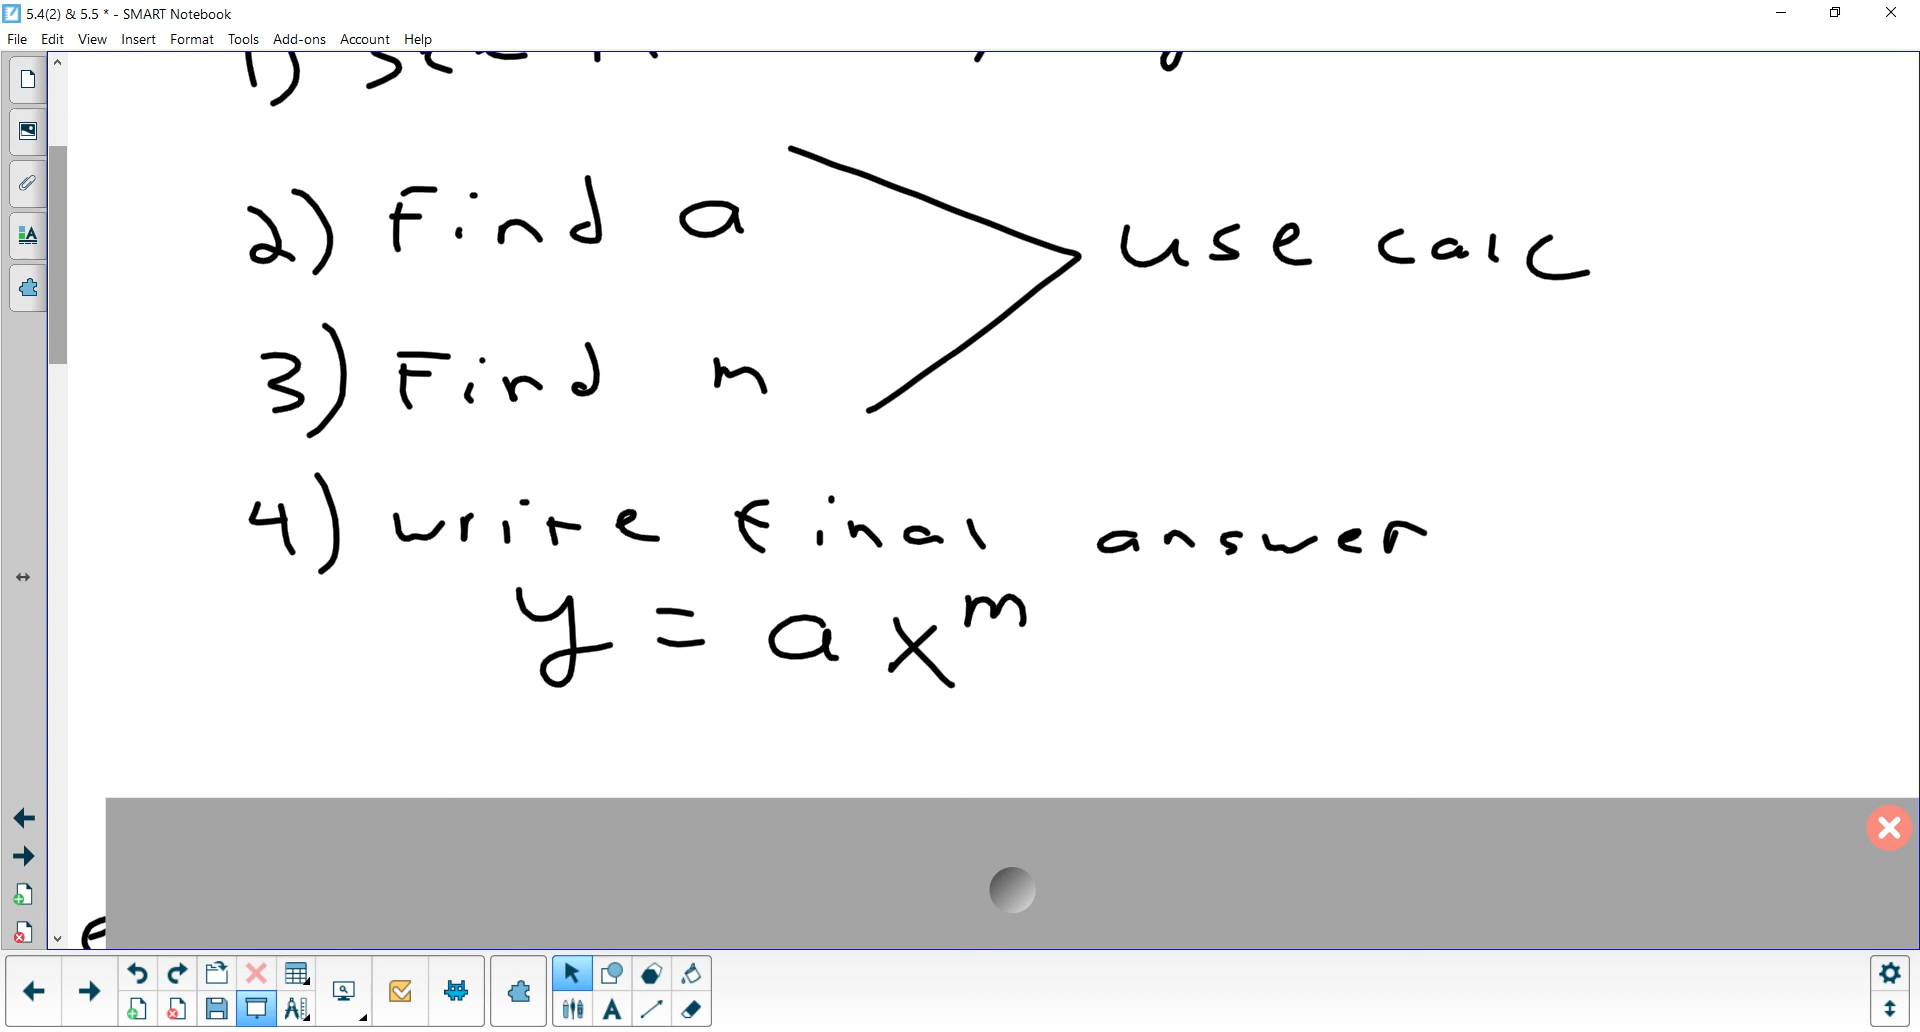 5.4(2) & 5.5 * - SMART Notebook
File Edit View Insert Format Tools Add-ons Account Help
1)
2) Find a
use calc
3) Find m
4) write final answer
y = a x^m